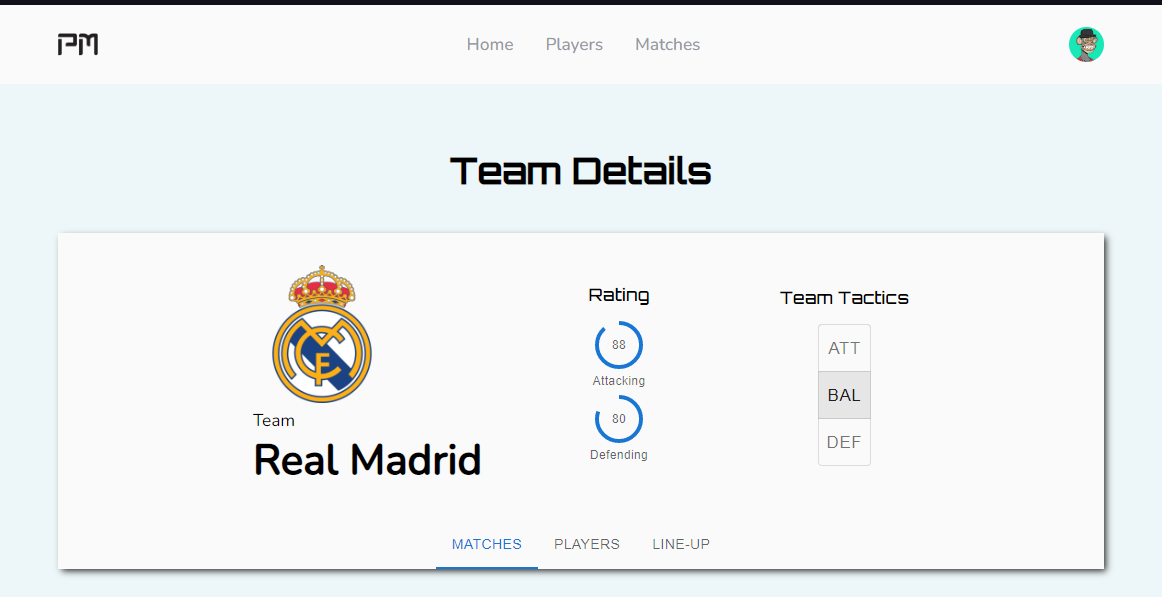 PM
Home Players Matches
Team Details
Team
Real Madrid
Rating
88
Attacking
80
Defending
Team Tactics
ATT
BAL
DEF
MATCHES PLAYERS LINE-UP